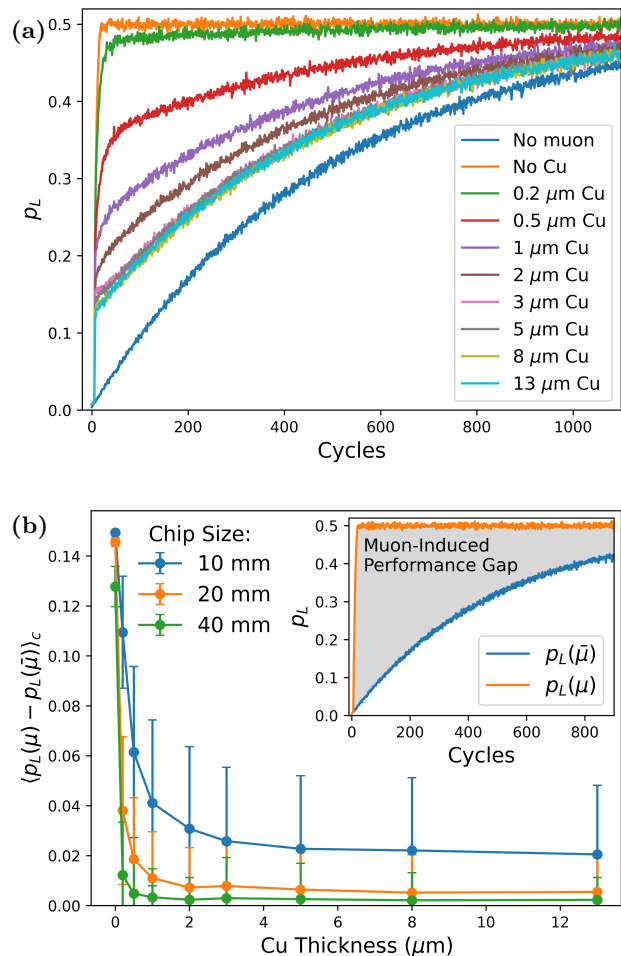 (a)
0.5
0.4
0.3
0.2
0.1
0.0
p_L
No muon
No Cu
0.2 μm Cu
0.5 μm Cu
1 μm Cu
2 μm Cu
3 μm Cu
5 μm Cu
8 μm Cu
13 μm Cu
0 200 400 600 800 1000
Cycles
(b)
0.14
0.12
0.10
0.08
0.06
0.04
0.02
0.00
⟨p_L(μ) − p_L(μ̄)⟩_c
Chip Size:
10 mm
20 mm
40 mm
0.5
0.4
0.3
0.2
0.1
0.0
p_L
Muon-Induced
Performance Gap
p_L(μ̄)
p_L(μ)
0 200 400 600 800
Cycles
0 2 4 6 8 10 12
Cu Thickness (μm)